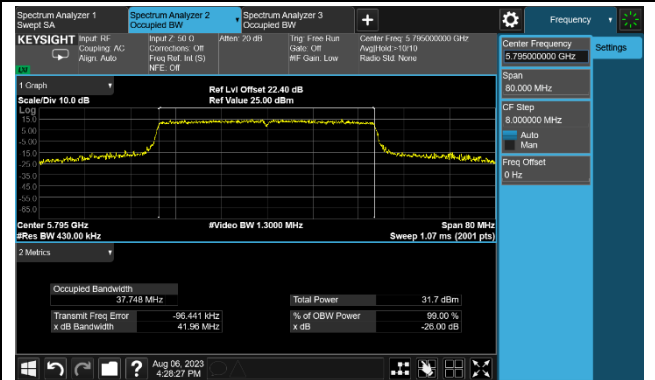 Spectrum Analyzer 1
Swept SA
Spectrum Analyzer 2
Occupied BW
Spectrum Analyzer 3
Occupied BW
Frequency
KEYSIGHT
Input: RF
Coupling: AC
Align: Auto
Input Z: 50 Ω
Corrections: Off
Freq Ref: Int (S)
NFE: Off
Atten: 20 dB
Trig: Free Run
Gate: Off
#IF Gain: Low
Center Freq: 5.795000000 GHz
Avg|Hold:>10/10
Radio Std: None
Center Frequency
5.795000000 GHz
Settings
Span
80.000 MHz
CF Step
8.000000 MHz
Auto
Man
Freq Offset
0 Hz
LW
1 Graph
Scale/Div 10.0 dB
Ref Lvl Offset 22.40 dB
Ref Value 25.00 dBm
Log
15.0
5.00
-5.00
-15.0
-25.0
-35.0
-45.0
-55.0
-65.0
Center 5.795 GHz
#Res BW 430.00 kHz
#Video BW 1.3000 MHz
Span 80 MHz
Sweep 1.07 ms (2001 pts)
2 Metrics
Occupied Bandwidth
37.748 MHz
Total Power 31.7 dBm
Transmit Freq Error -96.441 kHz
% of OBW Power 99.00 %
x dB Bandwidth 41.96 MHz
x dB -26.00 dB
?
Aug 06, 2023
4:28:27 PM